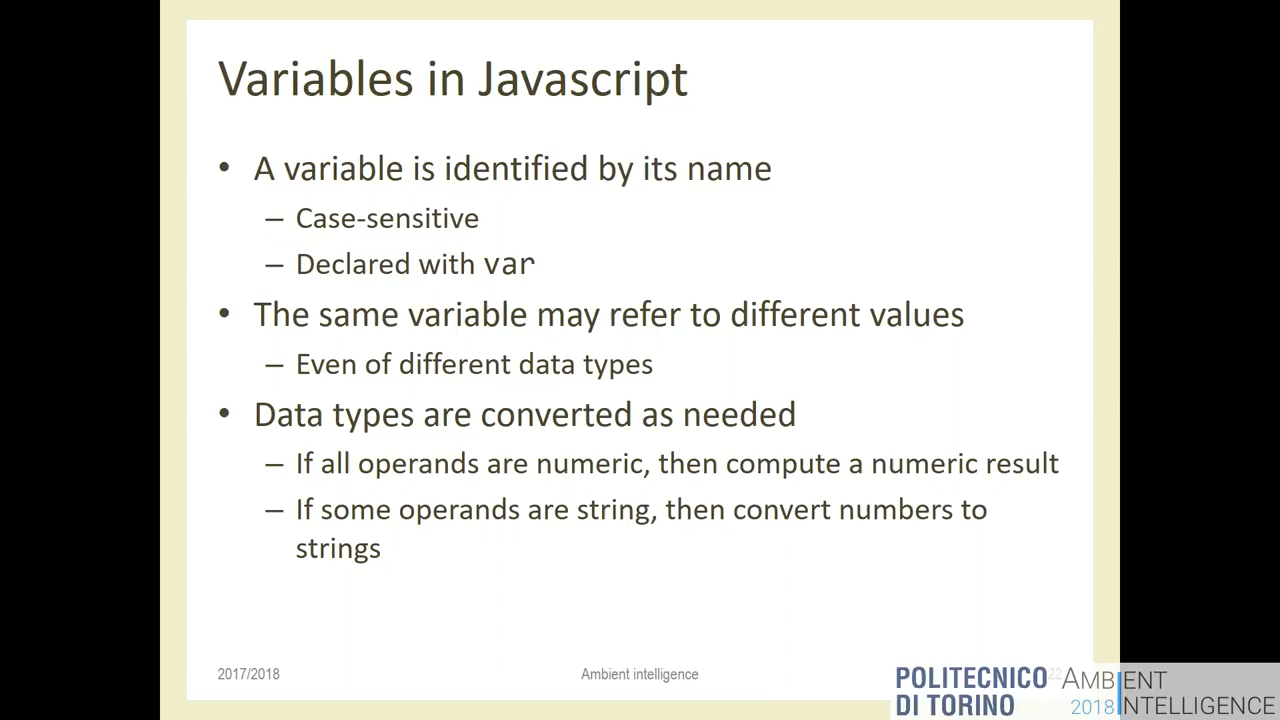 Variables in Javascript
• A variable is identified by its name
– Case-sensitive
– Declared with var
• The same variable may refer to different values
– Even of different data types
• Data types are converted as needed
– If all operands are numeric, then compute a numeric result
– If some operands are string, then convert numbers to
strings
2017/2018
Ambient intelligence
22
POLITECNICO
DI TORINO
AMBIENT
2018 INTELLIGENCE